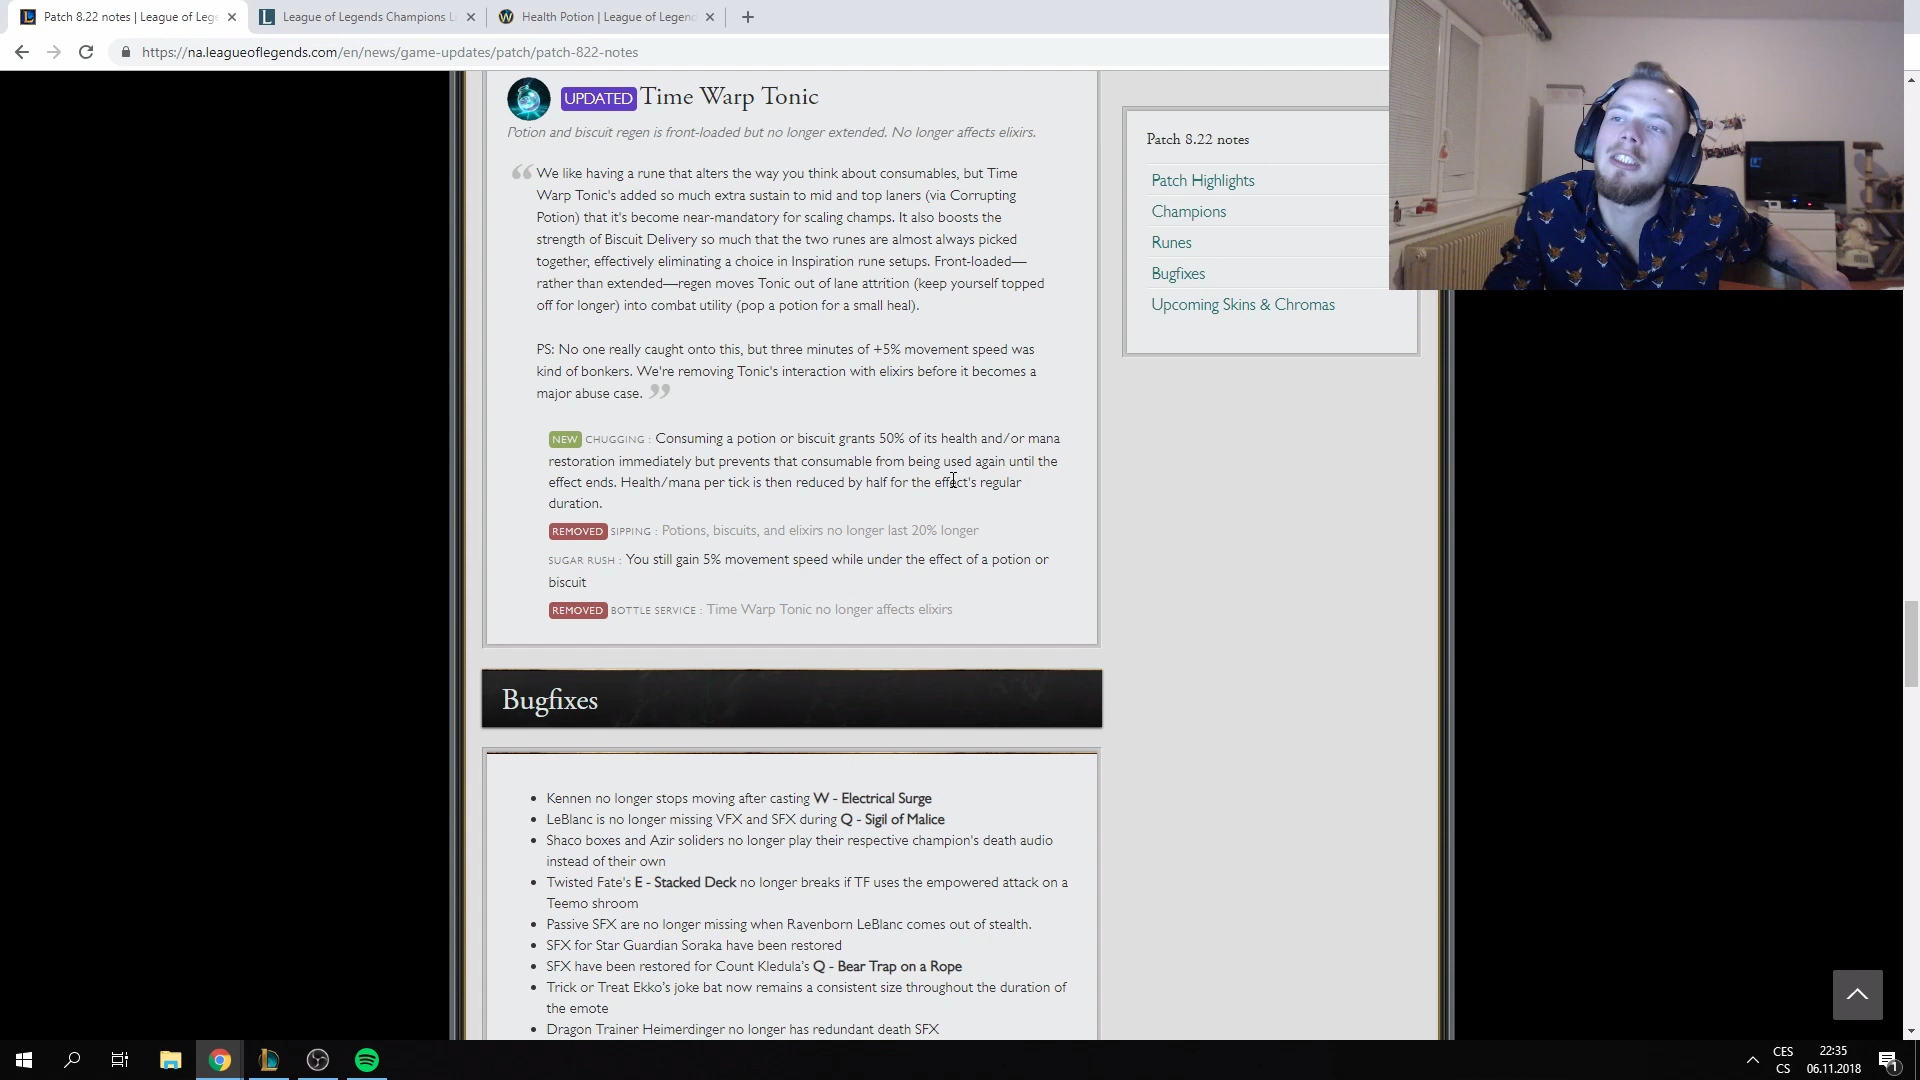 Patch 8.22 notes | League of Lege
League of Legends Champions L
Health Potion | League of Legend
https://na.leagueoflegends.com/en/news/game-updates/patch/patch-822-notes
UPDATED Time Warp Tonic
Potion and biscuit regen is front-loaded but no longer extended. No longer affects elixirs.
“ We like having a rune that alters the way you think about consumables, but Time
Warp Tonic's added so much extra sustain to mid and top laners (via Corrupting
Potion) that it's become near-mandatory for scaling champs. It also boosts the
strength of Biscuit Delivery so much that the two runes are almost always picked
together, effectively eliminating a choice in Inspiration rune setups. Front-loaded—
rather than extended—regen moves Tonic out of lane attrition (keep yourself topped
off for longer) into combat utility (pop a potion for a small heal).
PS: No one really caught onto this, but three minutes of +5% movement speed was
kind of bonkers. We're removing Tonic's interaction with elixirs before it becomes a
major abuse case. ”
NEW CHUGGING : Consuming a potion or biscuit grants 50% of its health and/or mana
restoration immediately but prevents that consumable from being used again until the
effect ends. Health/mana per tick is then reduced by half for the effect's regular
duration.
REMOVED SIPPING : Potions, biscuits, and elixirs no longer last 20% longer
SUGAR RUSH : You still gain 5% movement speed while under the effect of a potion or
biscuit
REMOVED BOTTLE SERVICE : Time Warp Tonic no longer affects elixirs
Bugfixes
• Kennen no longer stops moving after casting W - Electrical Surge
• LeBlanc is no longer missing VFX and SFX during Q - Sigil of Malice
• Shaco boxes and Azir soliders no longer play their respective champion's death audio
instead of their own
• Twisted Fate's E - Stacked Deck no longer breaks if TF uses the empowered attack on a
Teemo shroom
• Passive SFX are no longer missing when Ravenborn LeBlanc comes out of stealth.
• SFX for Star Guardian Soraka have been restored
• SFX have been restored for Count Kledula's Q - Bear Trap on a Rope
• Trick or Treat Ekko's joke bat now remains a consistent size throughout the duration of
the emote
• Dragon Trainer Heimerdinger no longer has redundant death SFX
Patch 8.22 notes
Patch Highlights
Champions
Runes
Bugfixes
Upcoming Skins & Chromas
CES
CS
22:35
06.11.2018
1